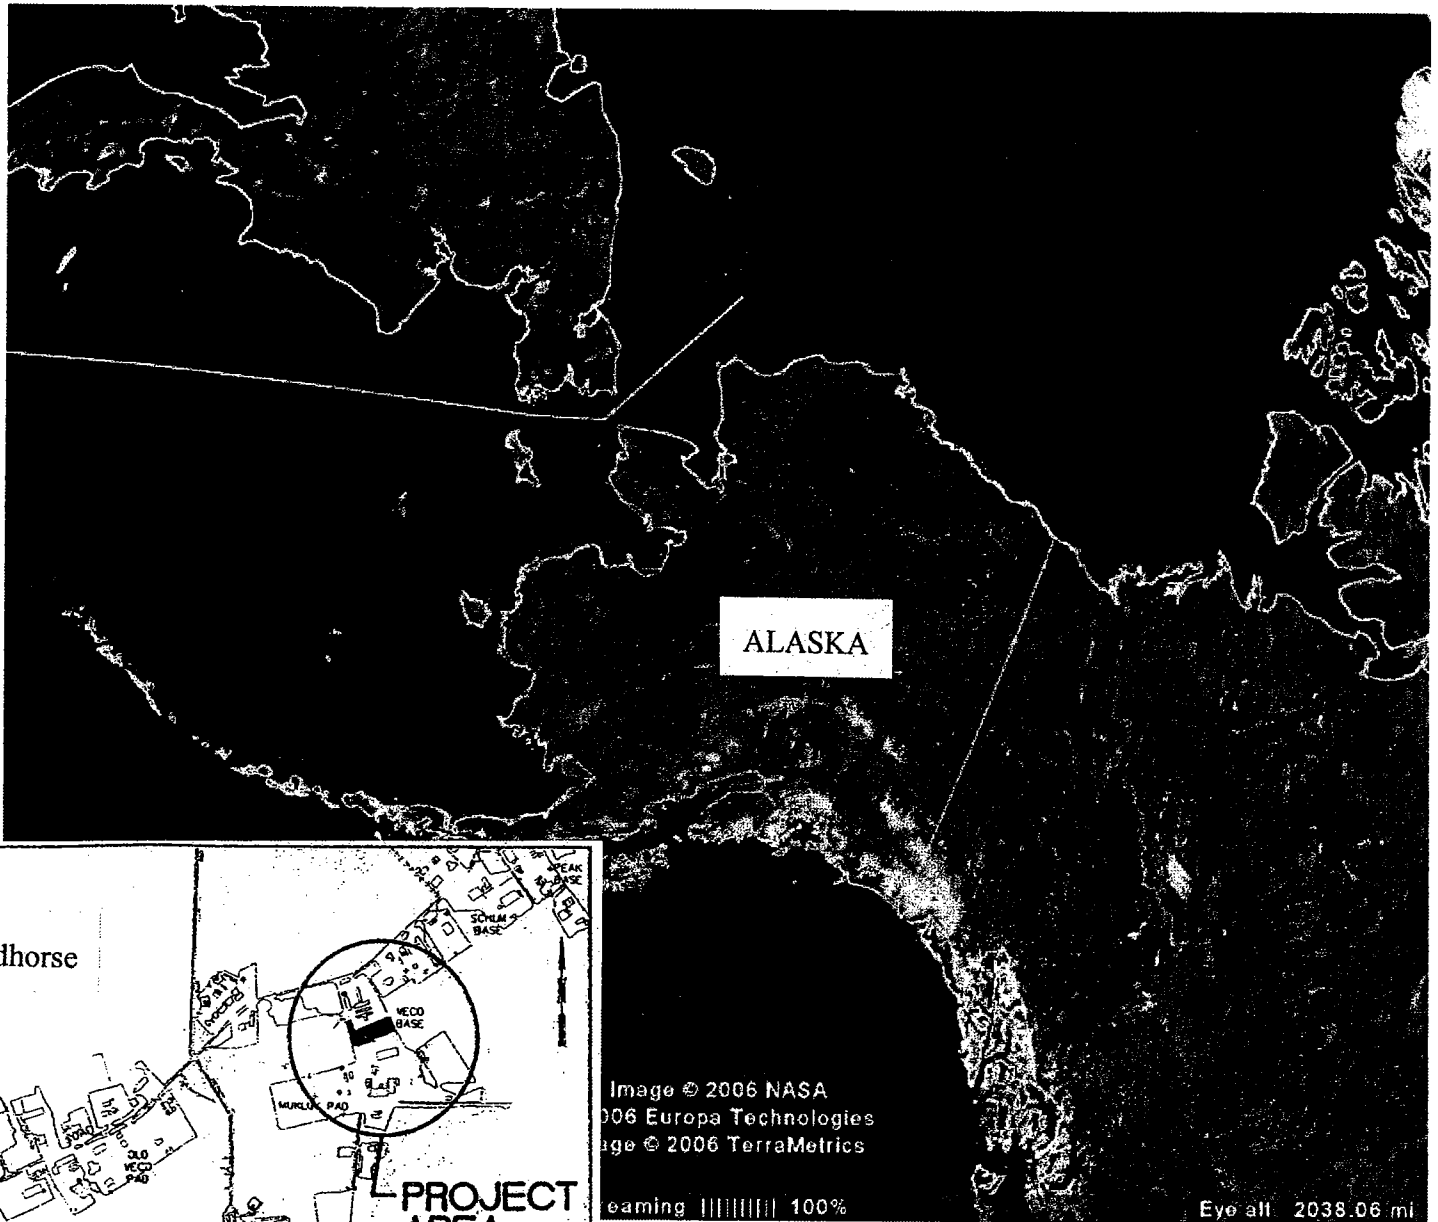 ALASKA
PEAK
BASE
SCHLM
BASE
dhorse
VECO
BASE
MUKLUK PAD
OLD
VECO
PAD
PROJECT
AREA
Image © 2006 NASA
006 Europa Technologies
age © 2006 TerraMetrics
eaming |||||||||| 100%
Eye alt 2038.06 mi